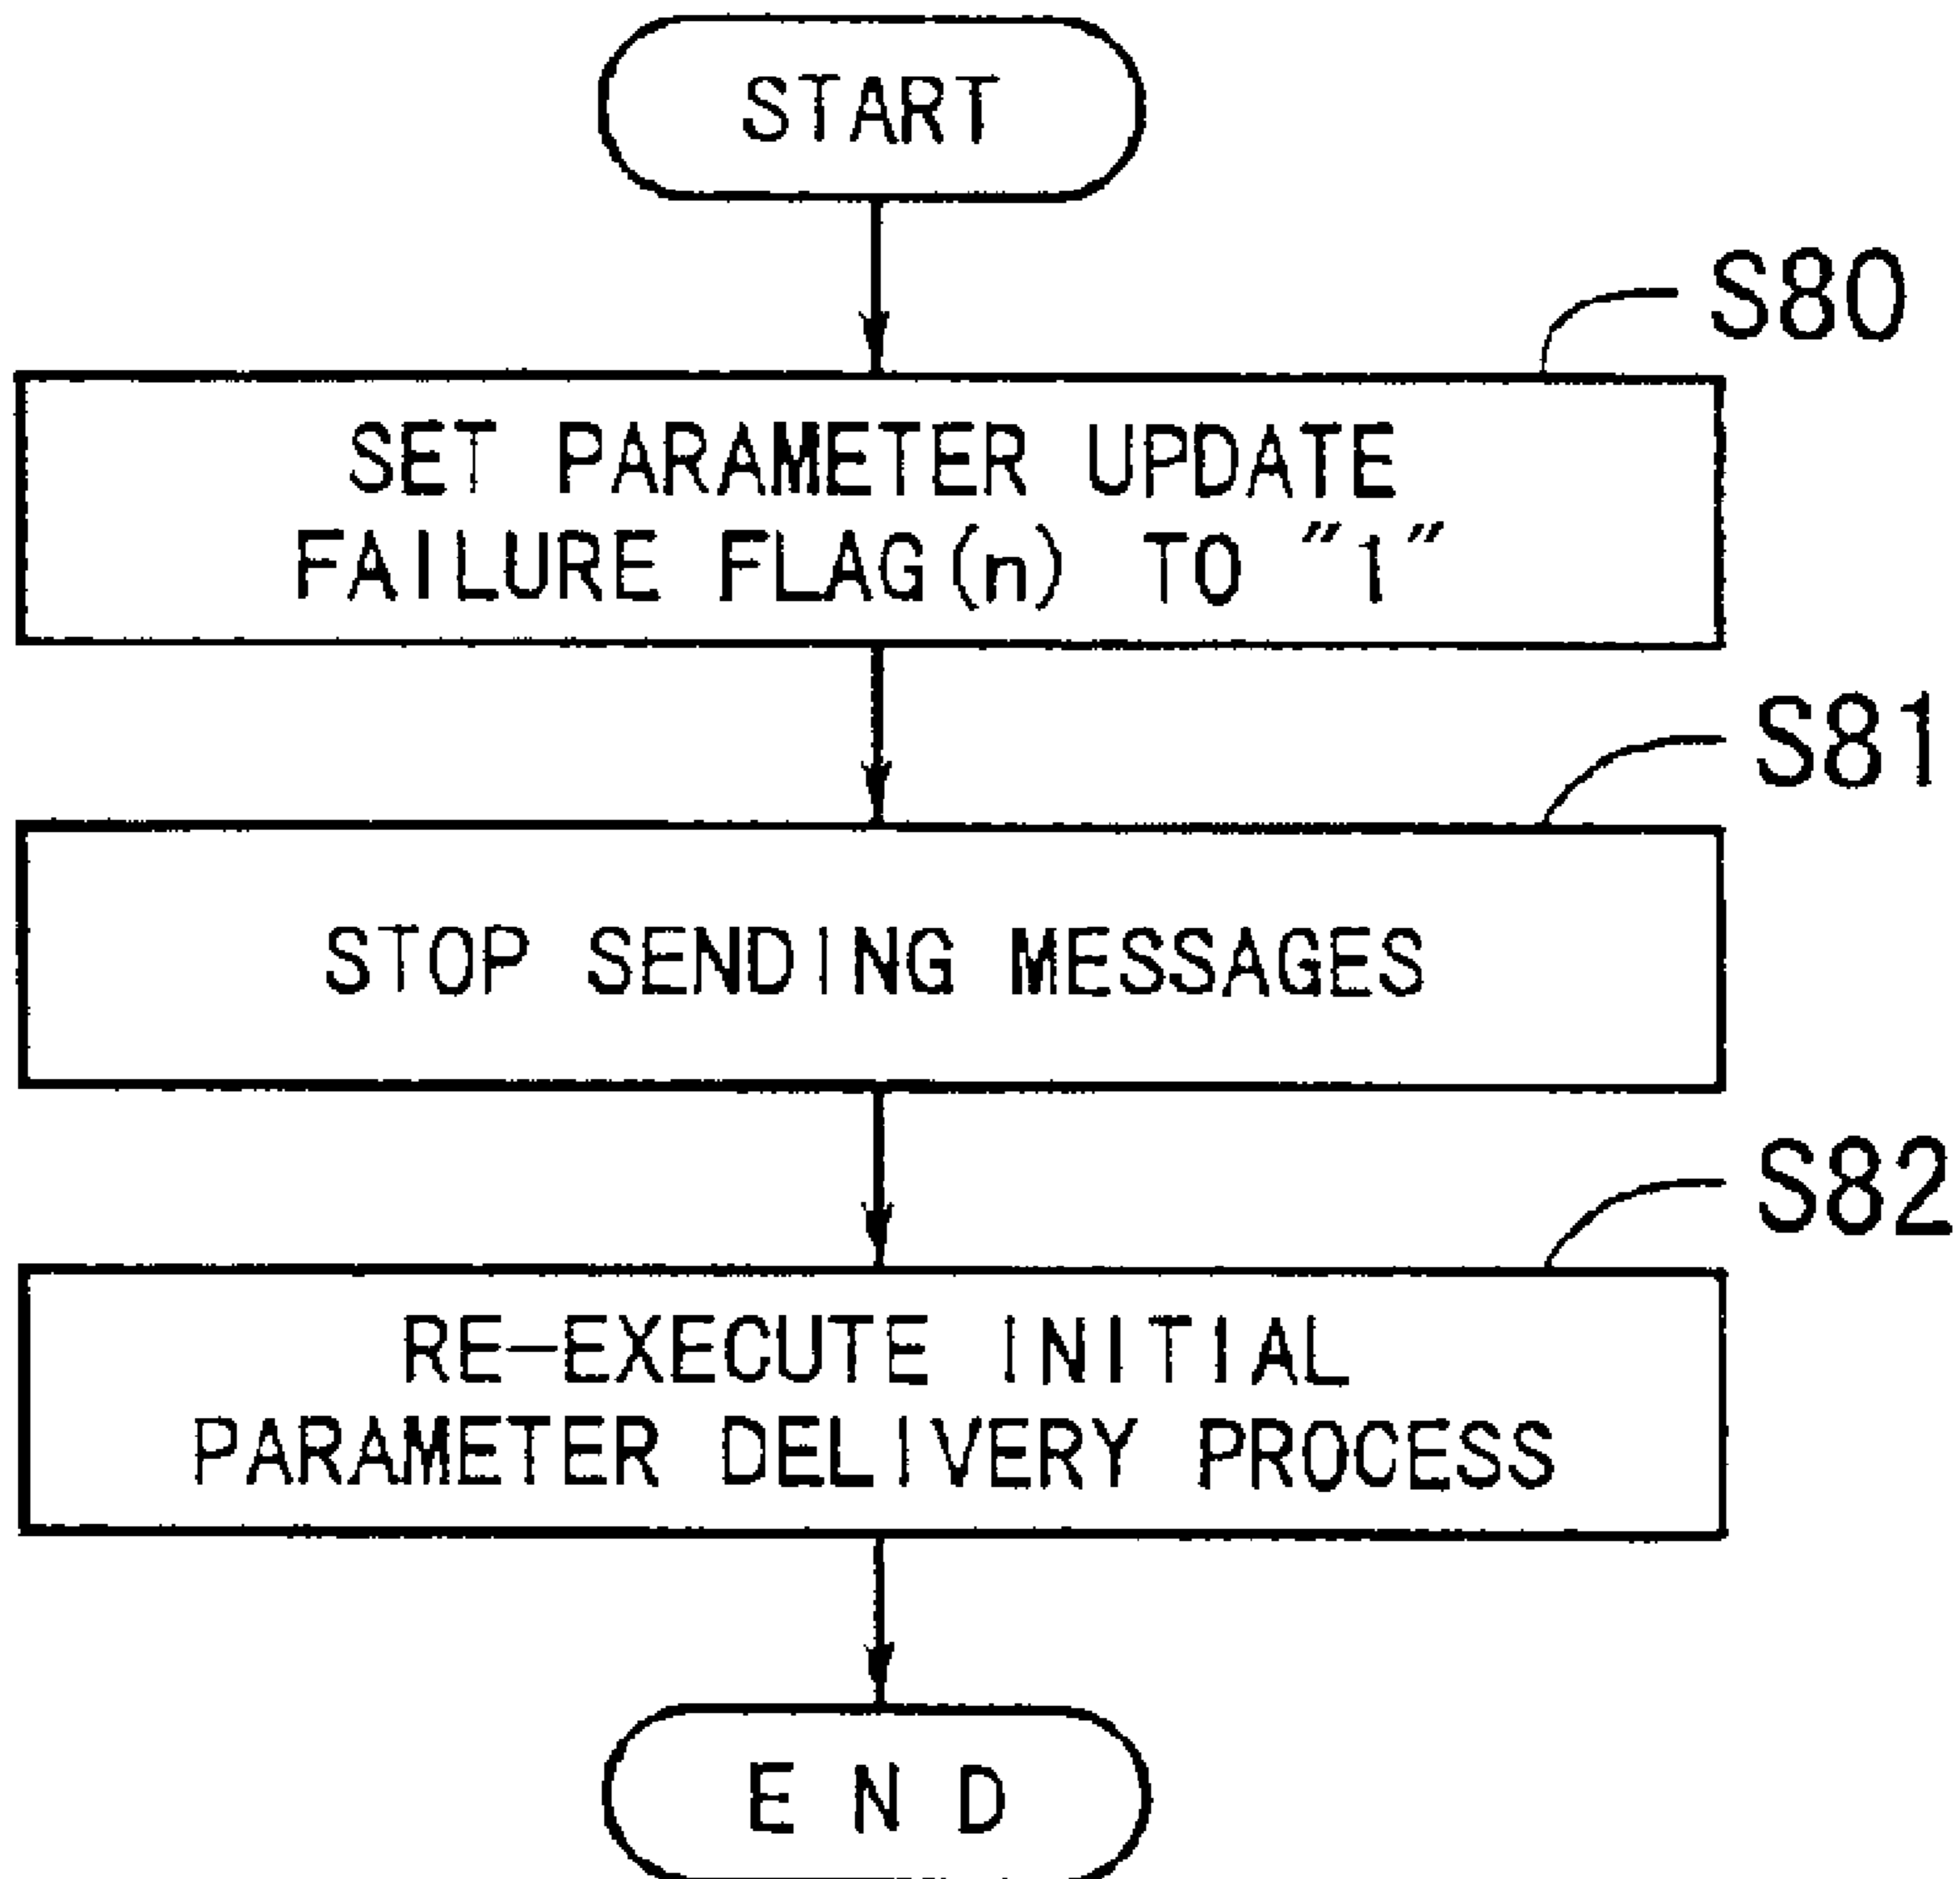 START
S80
SET PARAMETER UPDATE
FAILURE FLAG(n) TO "1"
S81
STOP SENDING MESSAGES
S82
RE-EXECUTE INITIAL
PARAMETER DELIVERY PROCESS
END